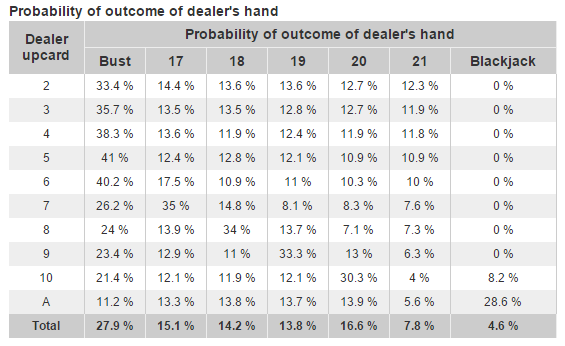 Probability of outcome of dealer's hand
Dealer upcard Probability of outcome of dealer's hand
Bust 17 18 19 20 21 Blackjack
2 33.4 % 14.4 % 13.6 % 13.6 % 12.7 % 12.3 % 0 %
3 35.7 % 13.5 % 13.5 % 12.8 % 12.7 % 11.9 % 0 %
4 38.3 % 13.6 % 11.9 % 12.4 % 11.9 % 11.8 % 0 %
5 41 % 12.4 % 12.8 % 12.1 % 10.9 % 10.9 % 0 %
6 40.2 % 17.5 % 10.9 % 11 % 10.3 % 10 % 0 %
7 26.2 % 35 % 14.8 % 8.1 % 8.3 % 7.6 % 0 %
8 24 % 13.9 % 34 % 13.7 % 7.1 % 7.3 % 0 %
9 23.4 % 12.9 % 11 % 33.3 % 13 % 6.3 % 0 %
10 21.4 % 12.1 % 11.9 % 12.1 % 30.3 % 4 % 8.2 %
A 11.2 % 13.3 % 13.8 % 13.7 % 13.9 % 5.6 % 28.6 %
Total 27.9 % 15.1 % 14.2 % 13.8 % 16.6 % 7.8 % 4.6 %